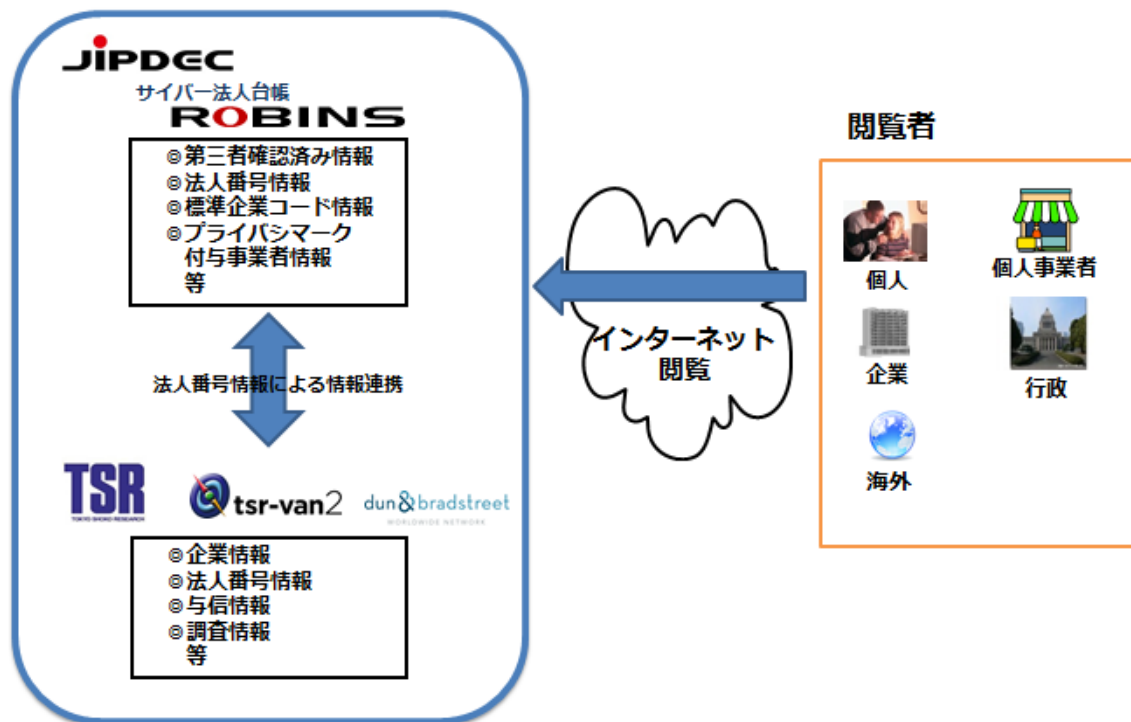 JIPDEC
サイバー法人台帳
ROBINS
◎第三者確認済み情報
◎法人番号情報
◎標準企業コード情報
◎プライバシマーク
付与事業者情報
等
法人番号情報による情報連携
TSR
TOKYO SHOKO RESEARCH
tsr-van2
dun&bradstreet
WORLDWIDE NETWORK
◎企業情報
◎法人番号情報
◎与信情報
◎調査情報
等
インターネット
閲覧
閲覧者
個人
個人事業者
企業
行政
海外